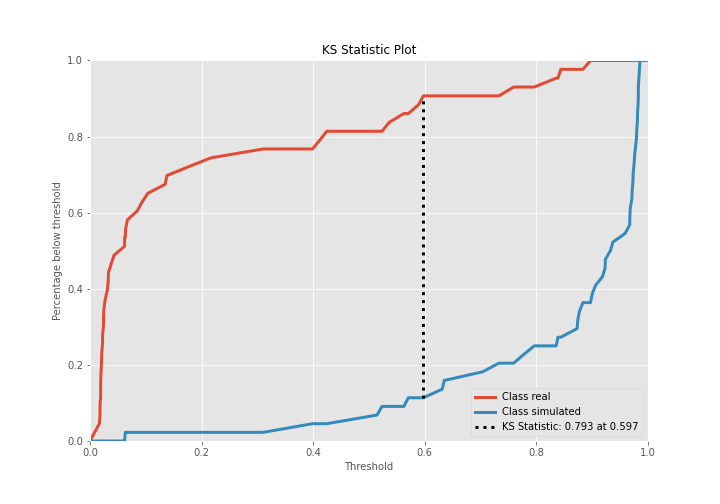 KS Statistic Plot
1.0
0.8
0.6
0.4
0.2
0.0
Percentage below threshold
Class real
Class simulated
KS Statistic: 0.793 at 0.597
0.0 0.2 0.4 0.6 0.8 1.0
Threshold